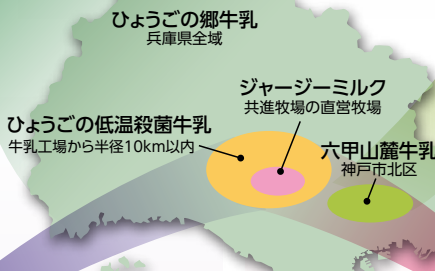 ひょうごの郷牛乳
兵庫県全域
ジャージーミルク
共進牧場の直営牧場
ひょうごの低温殺菌牛乳
牛乳工場から半径10km以内
六甲山麓牛乳
神戸市北区